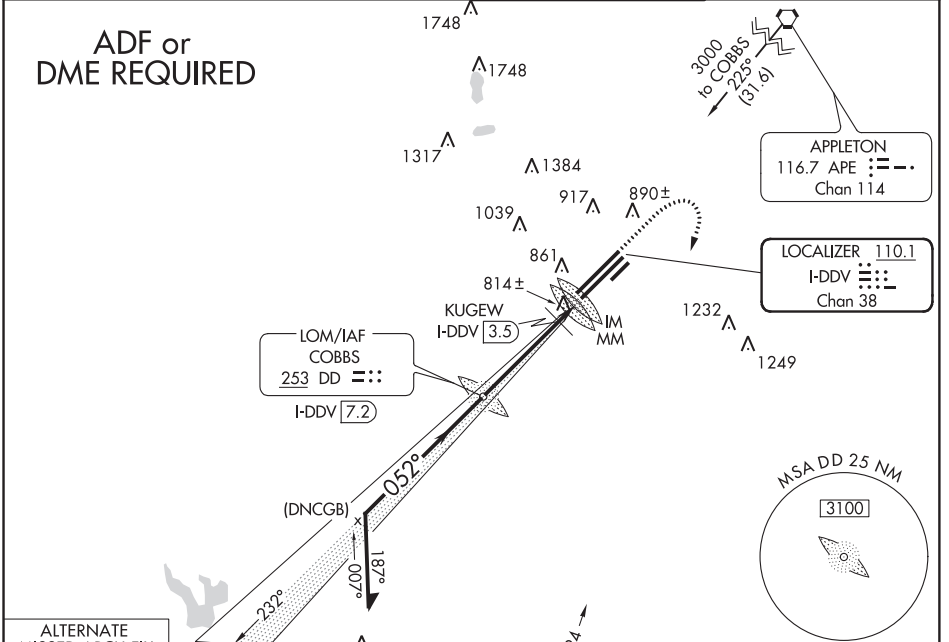 ADF or
DME REQUIRED
1748
1748
3000
to COBBS
225°
(31.6)
1317
1384
APPLETON
116.7 APE
Chan 114
917
890±
1039
861
LOCALIZER 110.1
I-DDV
Chan 38
814±
KUGEW
I-DDV 3.5
IM
MM
1232
1249
LOM/IAF
COBBS
253 DD
I-DDV 7.2
052°
MSA DD 25 NM
3100
(DNCGB)
x
187°
007°
232°
ALTERNATE